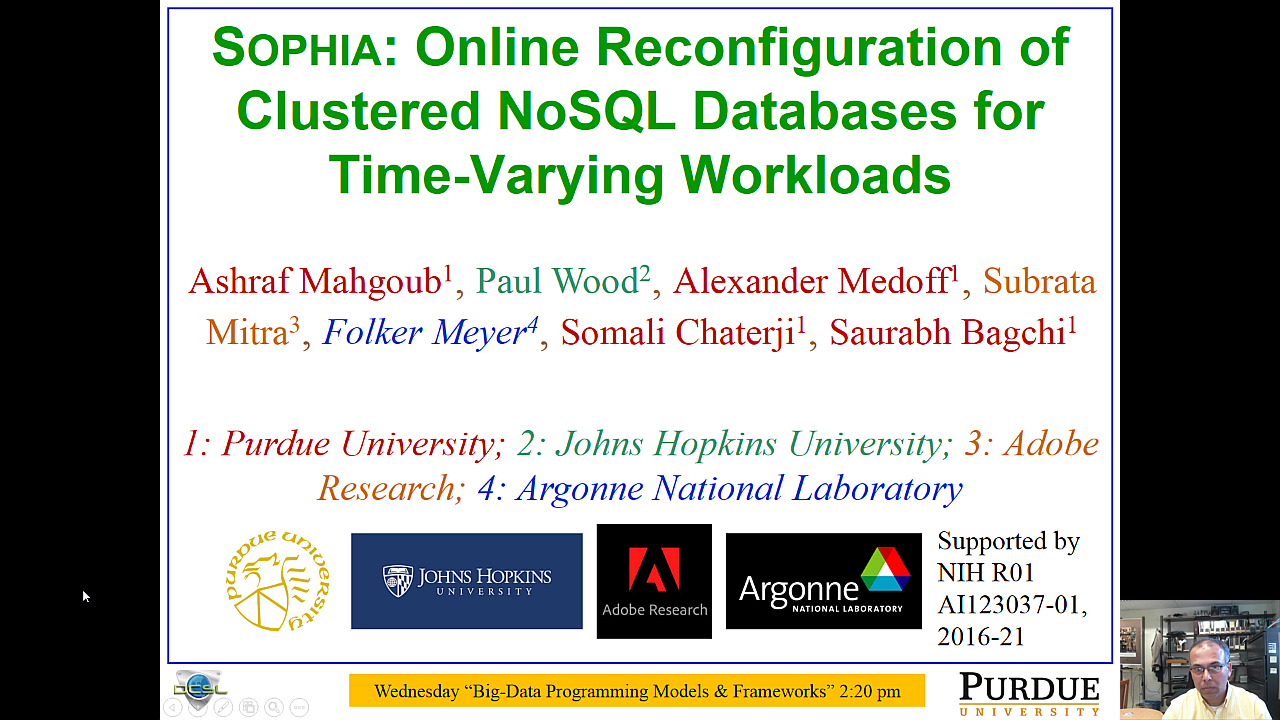 SOPHIA: Online Reconfiguration of
Clustered NoSQL Databases for
Time-Varying Workloads
Ashraf Mahgoub1, Paul Wood2, Alexander Medoff1, Subrata
Mitra3, Folker Meyer4, Somali Chaterji1, Saurabh Bagchi1
1: Purdue University; 2: Johns Hopkins University; 3: Adobe
Research; 4: Argonne National Laboratory
PURDUE UNIVERSITY
JOHNS HOPKINS
UNIVERSITY
Adobe Research
Argonne
NATIONAL LABORATORY
Supported by
NIH R01
AI123037-01,
2016-21
DCSL
Wednesday “Big-Data Programming Models & Frameworks” 2:20 pm
PURDUE
UNIVERSITY